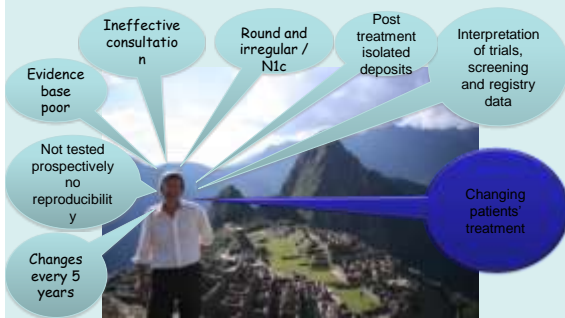 Ineffective
consultatio
n
Round and
irregular /
N1c
Post
treatment
isolated
deposits
Interpretation
of trials,
screening
and registry
data
Evidence
base
poor
Not tested
prospectively
no
reproducibilit
y
Changing
patients'
treatment
Changes
every 5
years